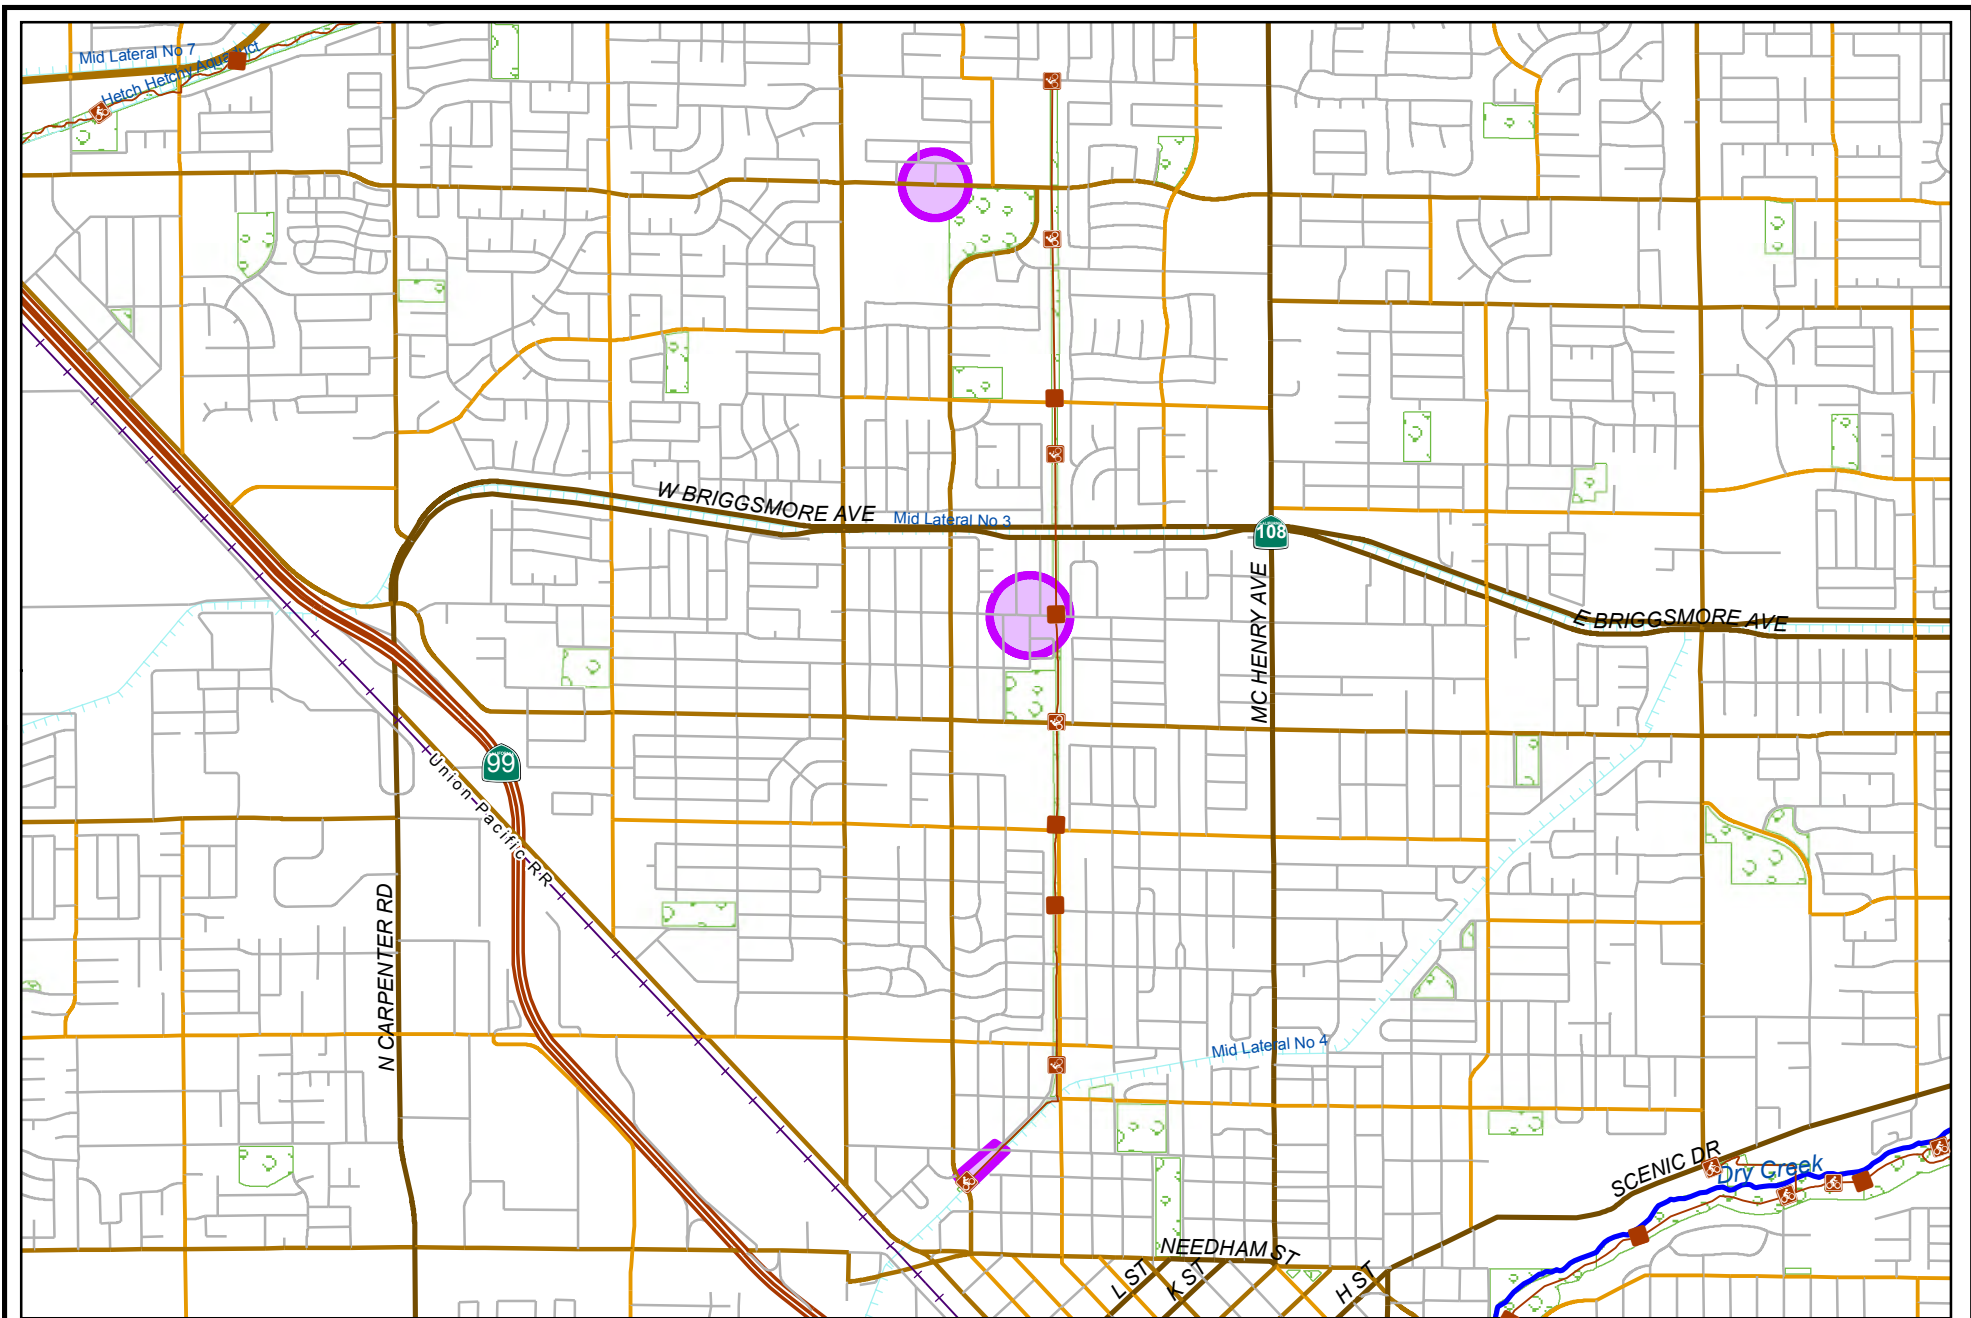 Mid Lateral No 7
Hetch Hetchy Aqueduct
W BRIGGSMORE AVE
Mid Lateral No 3
108
MC HENRY AVE
E BRIGGSMORE AVE
99
Union Pacific RR
N CARPENTER RD
Mid Lateral No 4
SCENIC DR
Dry Creek
NEEDHAM ST
L ST
K ST
H ST